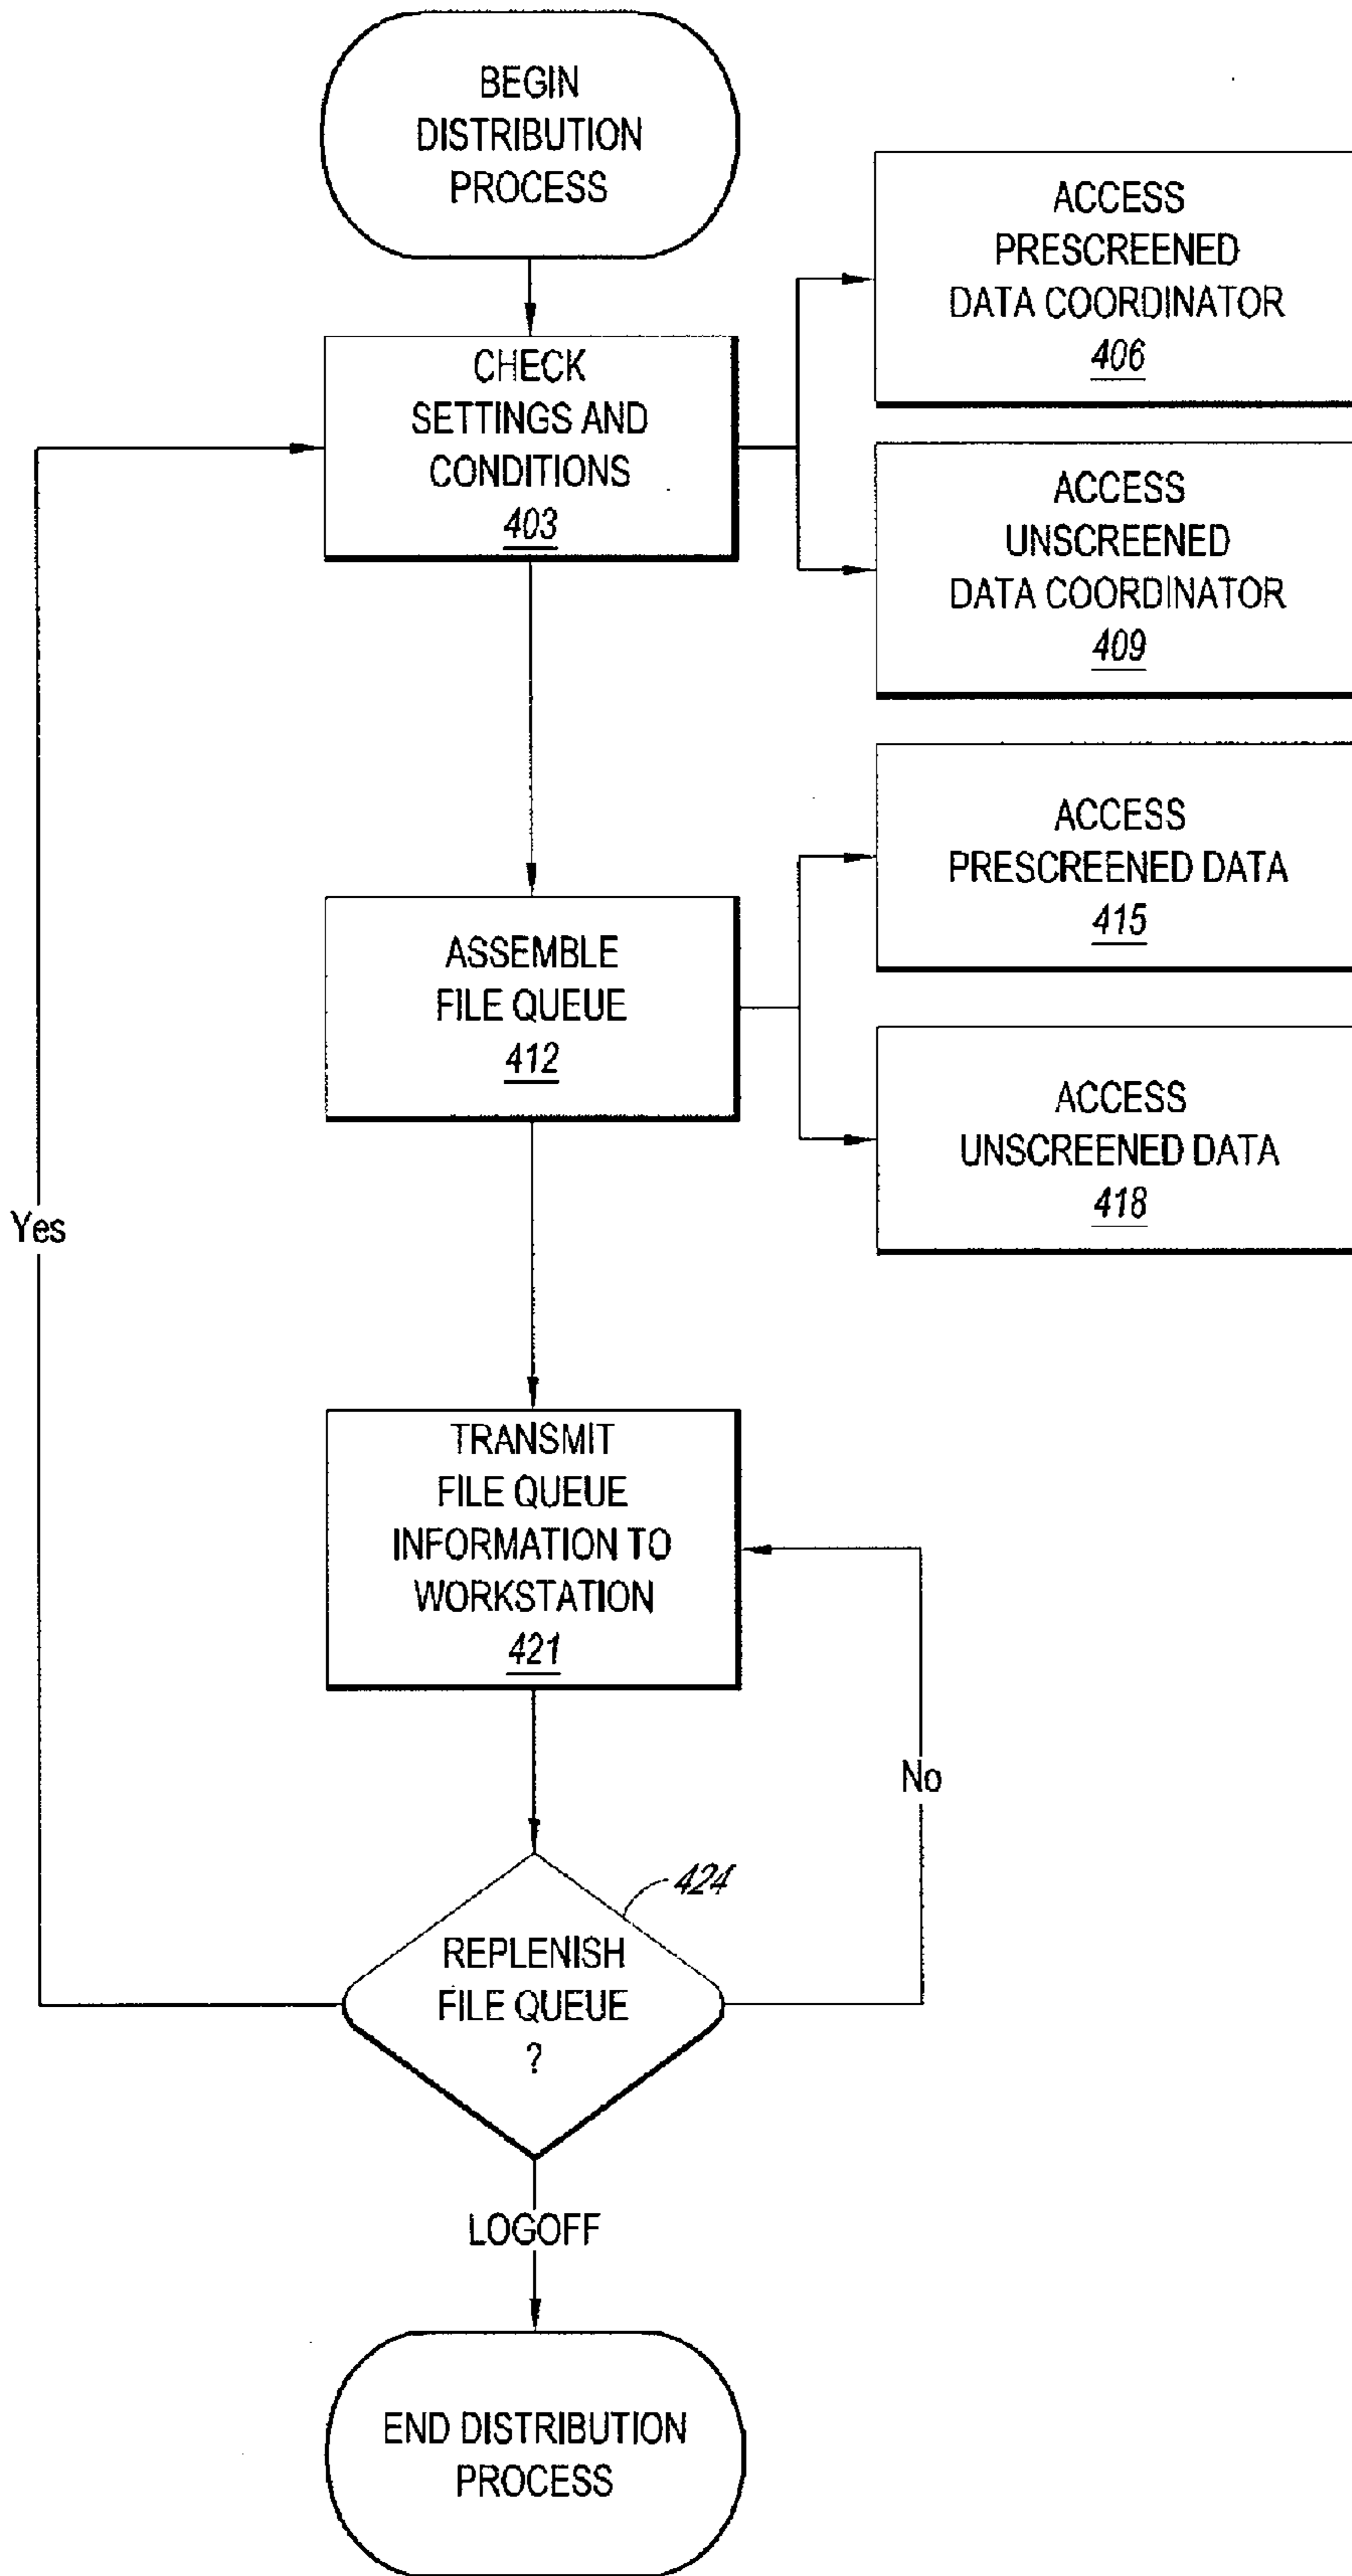 BEGIN
DISTRIBUTION
PROCESS
CHECK
SETTINGS AND
CONDITIONS
403
ACCESS
PRESCREENED
DATA COORDINATOR
406
ACCESS
UNSCREENED
DATA COORDINATOR
409
ASSEMBLE
FILE QUEUE
412
ACCESS
PRESCREENED DATA
415
ACCESS
UNSCREENED DATA
418
Yes
TRANSMIT
FILE QUEUE
INFORMATION TO
WORKSTATION
421
No
424
REPLENISH
FILE QUEUE
?
LOGOFF
END DISTRIBUTION
PROCESS